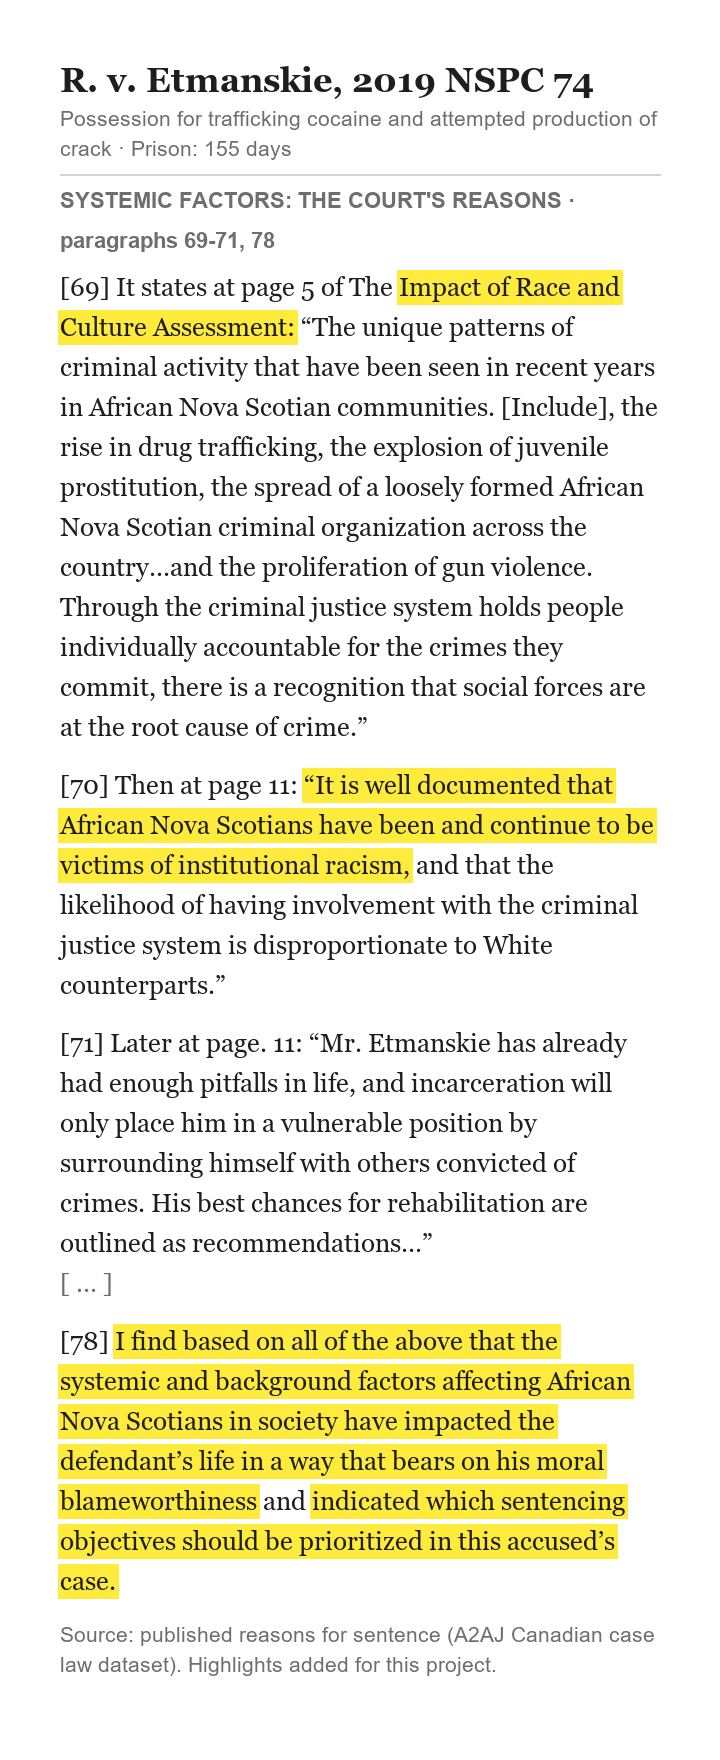 R. v. Etmanskie, 2019 NSPC 74
Possession for trafficking cocaine and attempted production of
crack · Prison: 155 days
SYSTEMIC FACTORS: THE COURT'S REASONS ·
paragraphs 69-71, 78
[69] It states at page 5 of The Impact of Race and
Culture Assessment: “The unique patterns of
criminal activity that have been seen in recent years
in African Nova Scotian communities. [Include], the
rise in drug trafficking, the explosion of juvenile
prostitution, the spread of a loosely formed African
Nova Scotian criminal organization across the
country...and the proliferation of gun violence.
Through the criminal justice system holds people
individually accountable for the crimes they
commit, there is a recognition that social forces are
at the root cause of crime.”
[70] Then at page 11: “It is well documented that
African Nova Scotians have been and continue to be
victims of institutional racism, and that the
likelihood of having involvement with the criminal
justice system is disproportionate to White
counterparts.”
[71] Later at page. 11: “Mr. Etmanskie has already
had enough pitfalls in life, and incarceration will
only place him in a vulnerable position by
surrounding himself with others convicted of
crimes. His best chances for rehabilitation are
outlined as recommendations...”
[ ... ]
[78] I find based on all of the above that the
systemic and background factors affecting African
Nova Scotians in society have impacted the
defendant’s life in a way that bears on his moral
blameworthiness and indicated which sentencing
objectives should be prioritized in this accused’s
case.
Source: published reasons for sentence (A2AJ Canadian case
law dataset). Highlights added for this project.